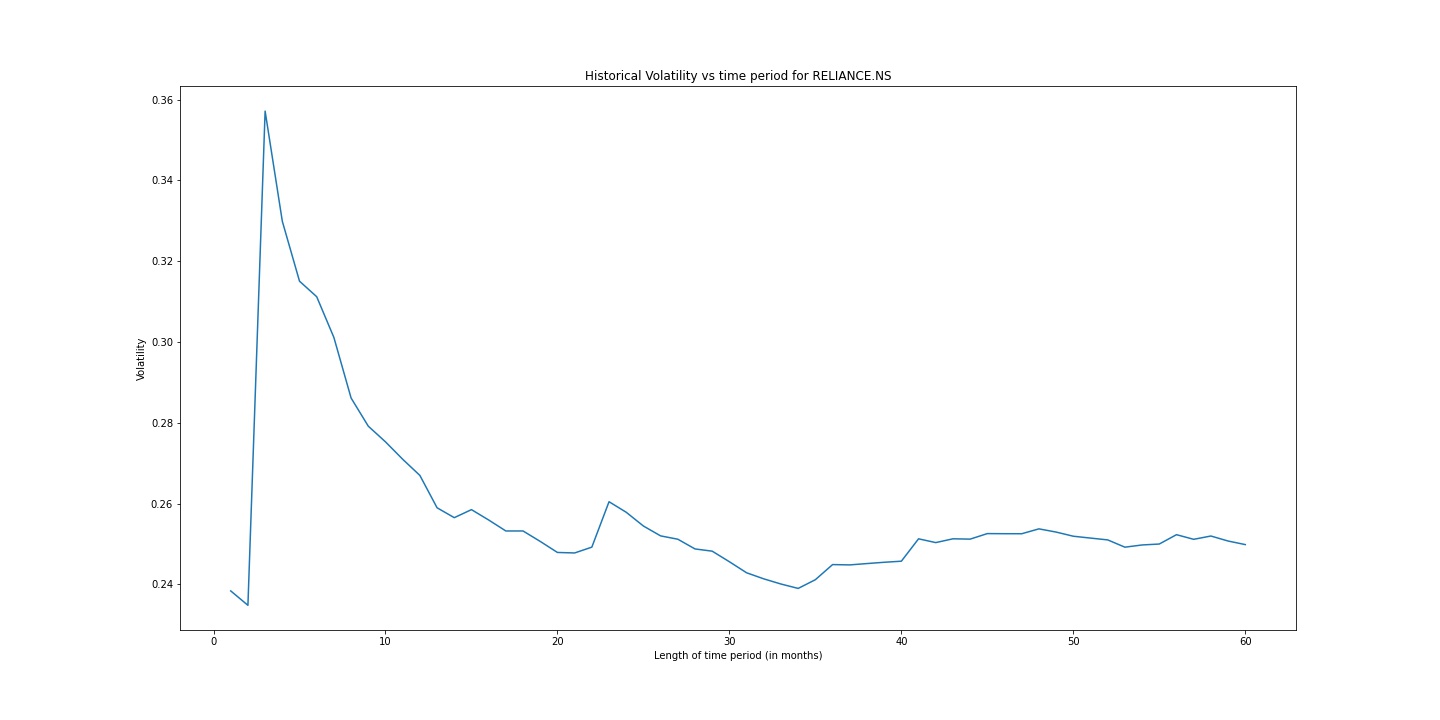 Historical Volatility vs time period for RELIANCE.NS
0.36
0.34
0.32
0.30
0.28
0.26
0.24
Volatility
0 10 20 30 40 50 60
Length of time period (in months)